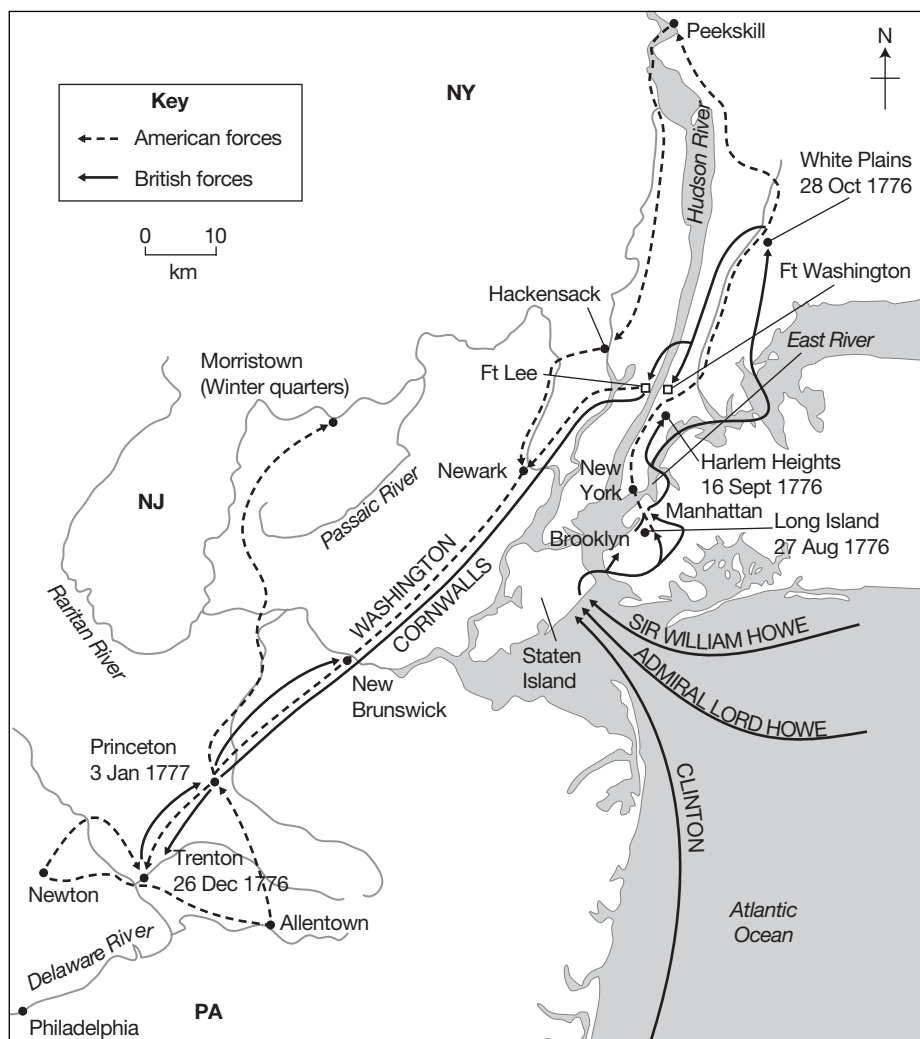 Peekskill
N
NY
Key
American forces
British forces
0 10
km
Hudson River
White Plains
28 Oct 1776
Ft Washington
Hackensack
East River
Morristown
(Winter quarters)
Ft Lee
Newark
New
York
Harlem Heights
16 Sept 1776
NJ
Passaic River
Manhattan
Brooklyn
Long Island
27 Aug 1776
WASHINGTON
CORNWALLS
Raritan River
Staten
Island
SIR WILLIAM HOWE
ADMIRAL LORD HOWE
New
Brunswick
Princeton
3 Jan 1777
CLINTON
Trenton
26 Dec 1776
Newton
Allentown
Atlantic
Ocean
Delaware River
PA
Philadelphia